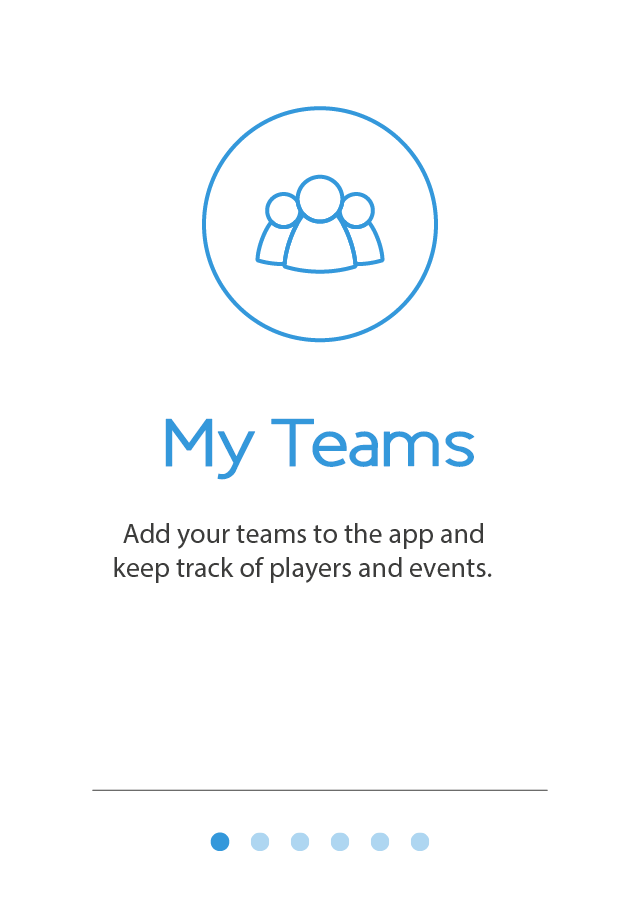 My Teams
Add your teams to the app and
keep track of players and events.